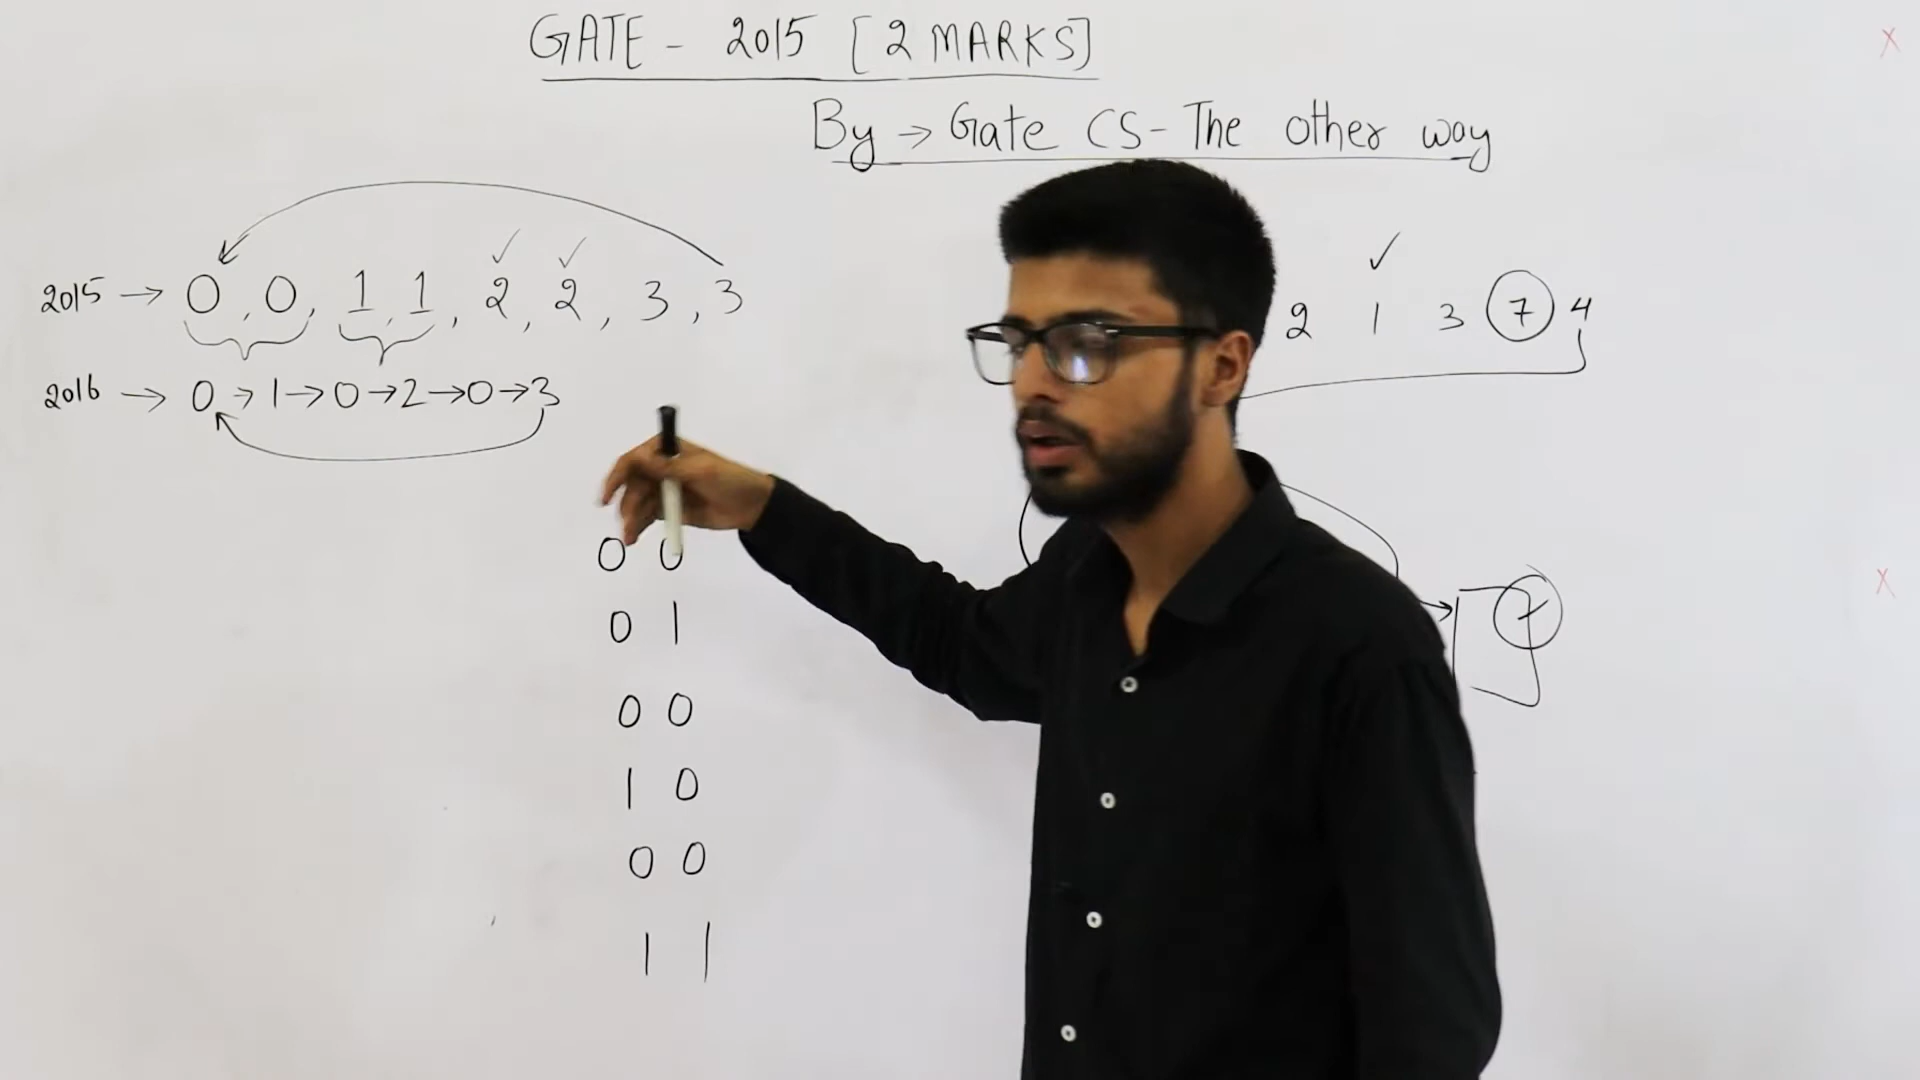 GATE - 2015 [2 MARKS]
By → Gate CS - The other way
2015 → 0, 0, 1, 1, 2, 2, 3, 3
2 1 3 7 4
2016 → 0 → 1 → 0 → 2 → 0 → 3
0 0
0 1
7
0 0
1 0
0 0
1 1